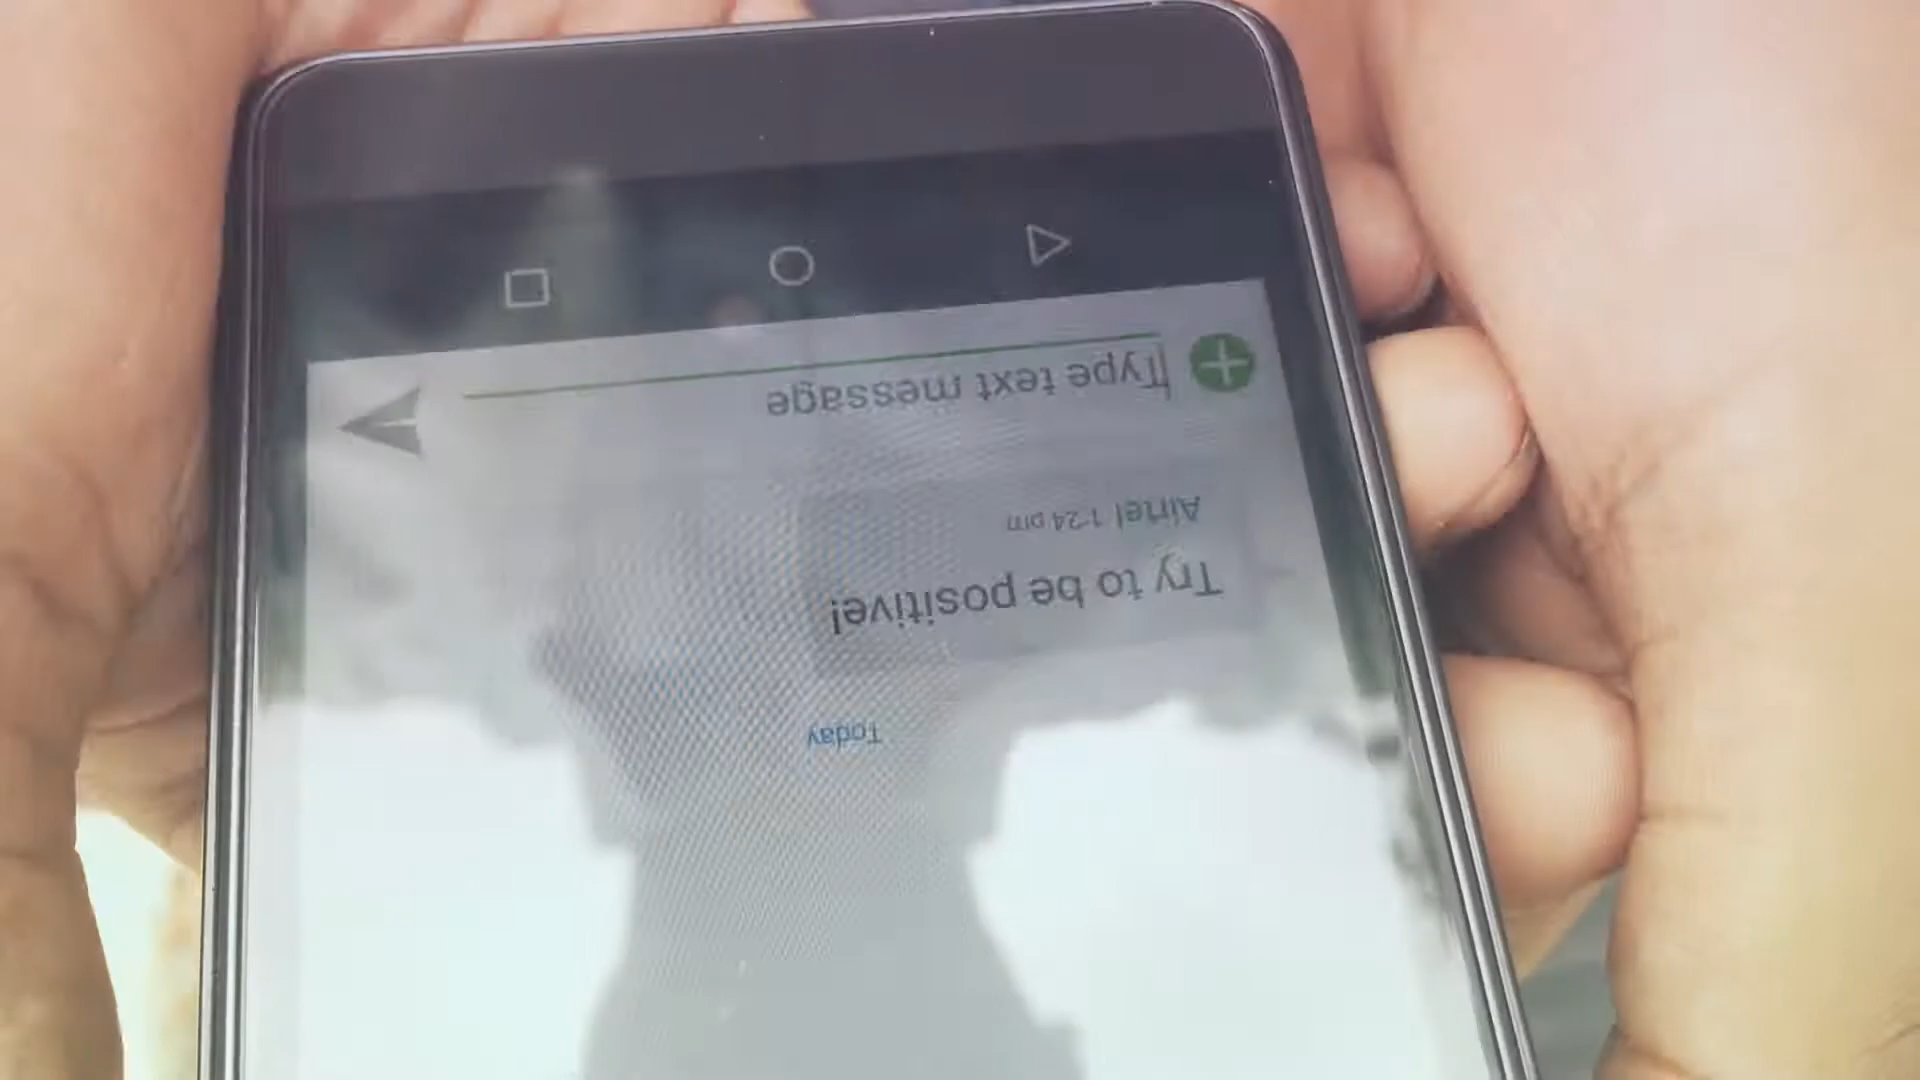 Today
Try to be positive!
Airtel 1:24 pm
Type text message